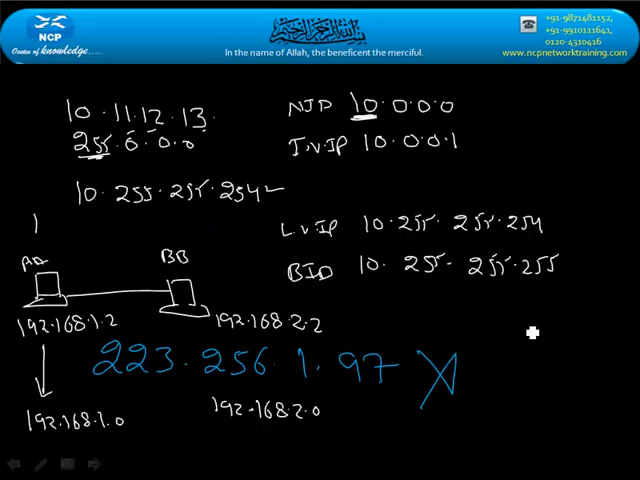 NCP
Ocean of knowledge.....
بِسْمِ اللهِ الرَّحْمٰنِ الرَّحِيْمِ
In the name of Allah, the beneficent the merciful.
+91-9871481152,
+91-9910111641,
0120-4310416
www.ncpnetworktraining.com
10.11.12.13.
255.0.0.0
10.255.255.254
NID 10.0.0.0
I.V.IP 10.0.0.1
L.V.IP 10.255.255.254
BID 10.255.255.255
1
AA
BB
192.168.1.2
192.168.2.2
223.256.1.97 X
192.168.1.0
192.168.2.0